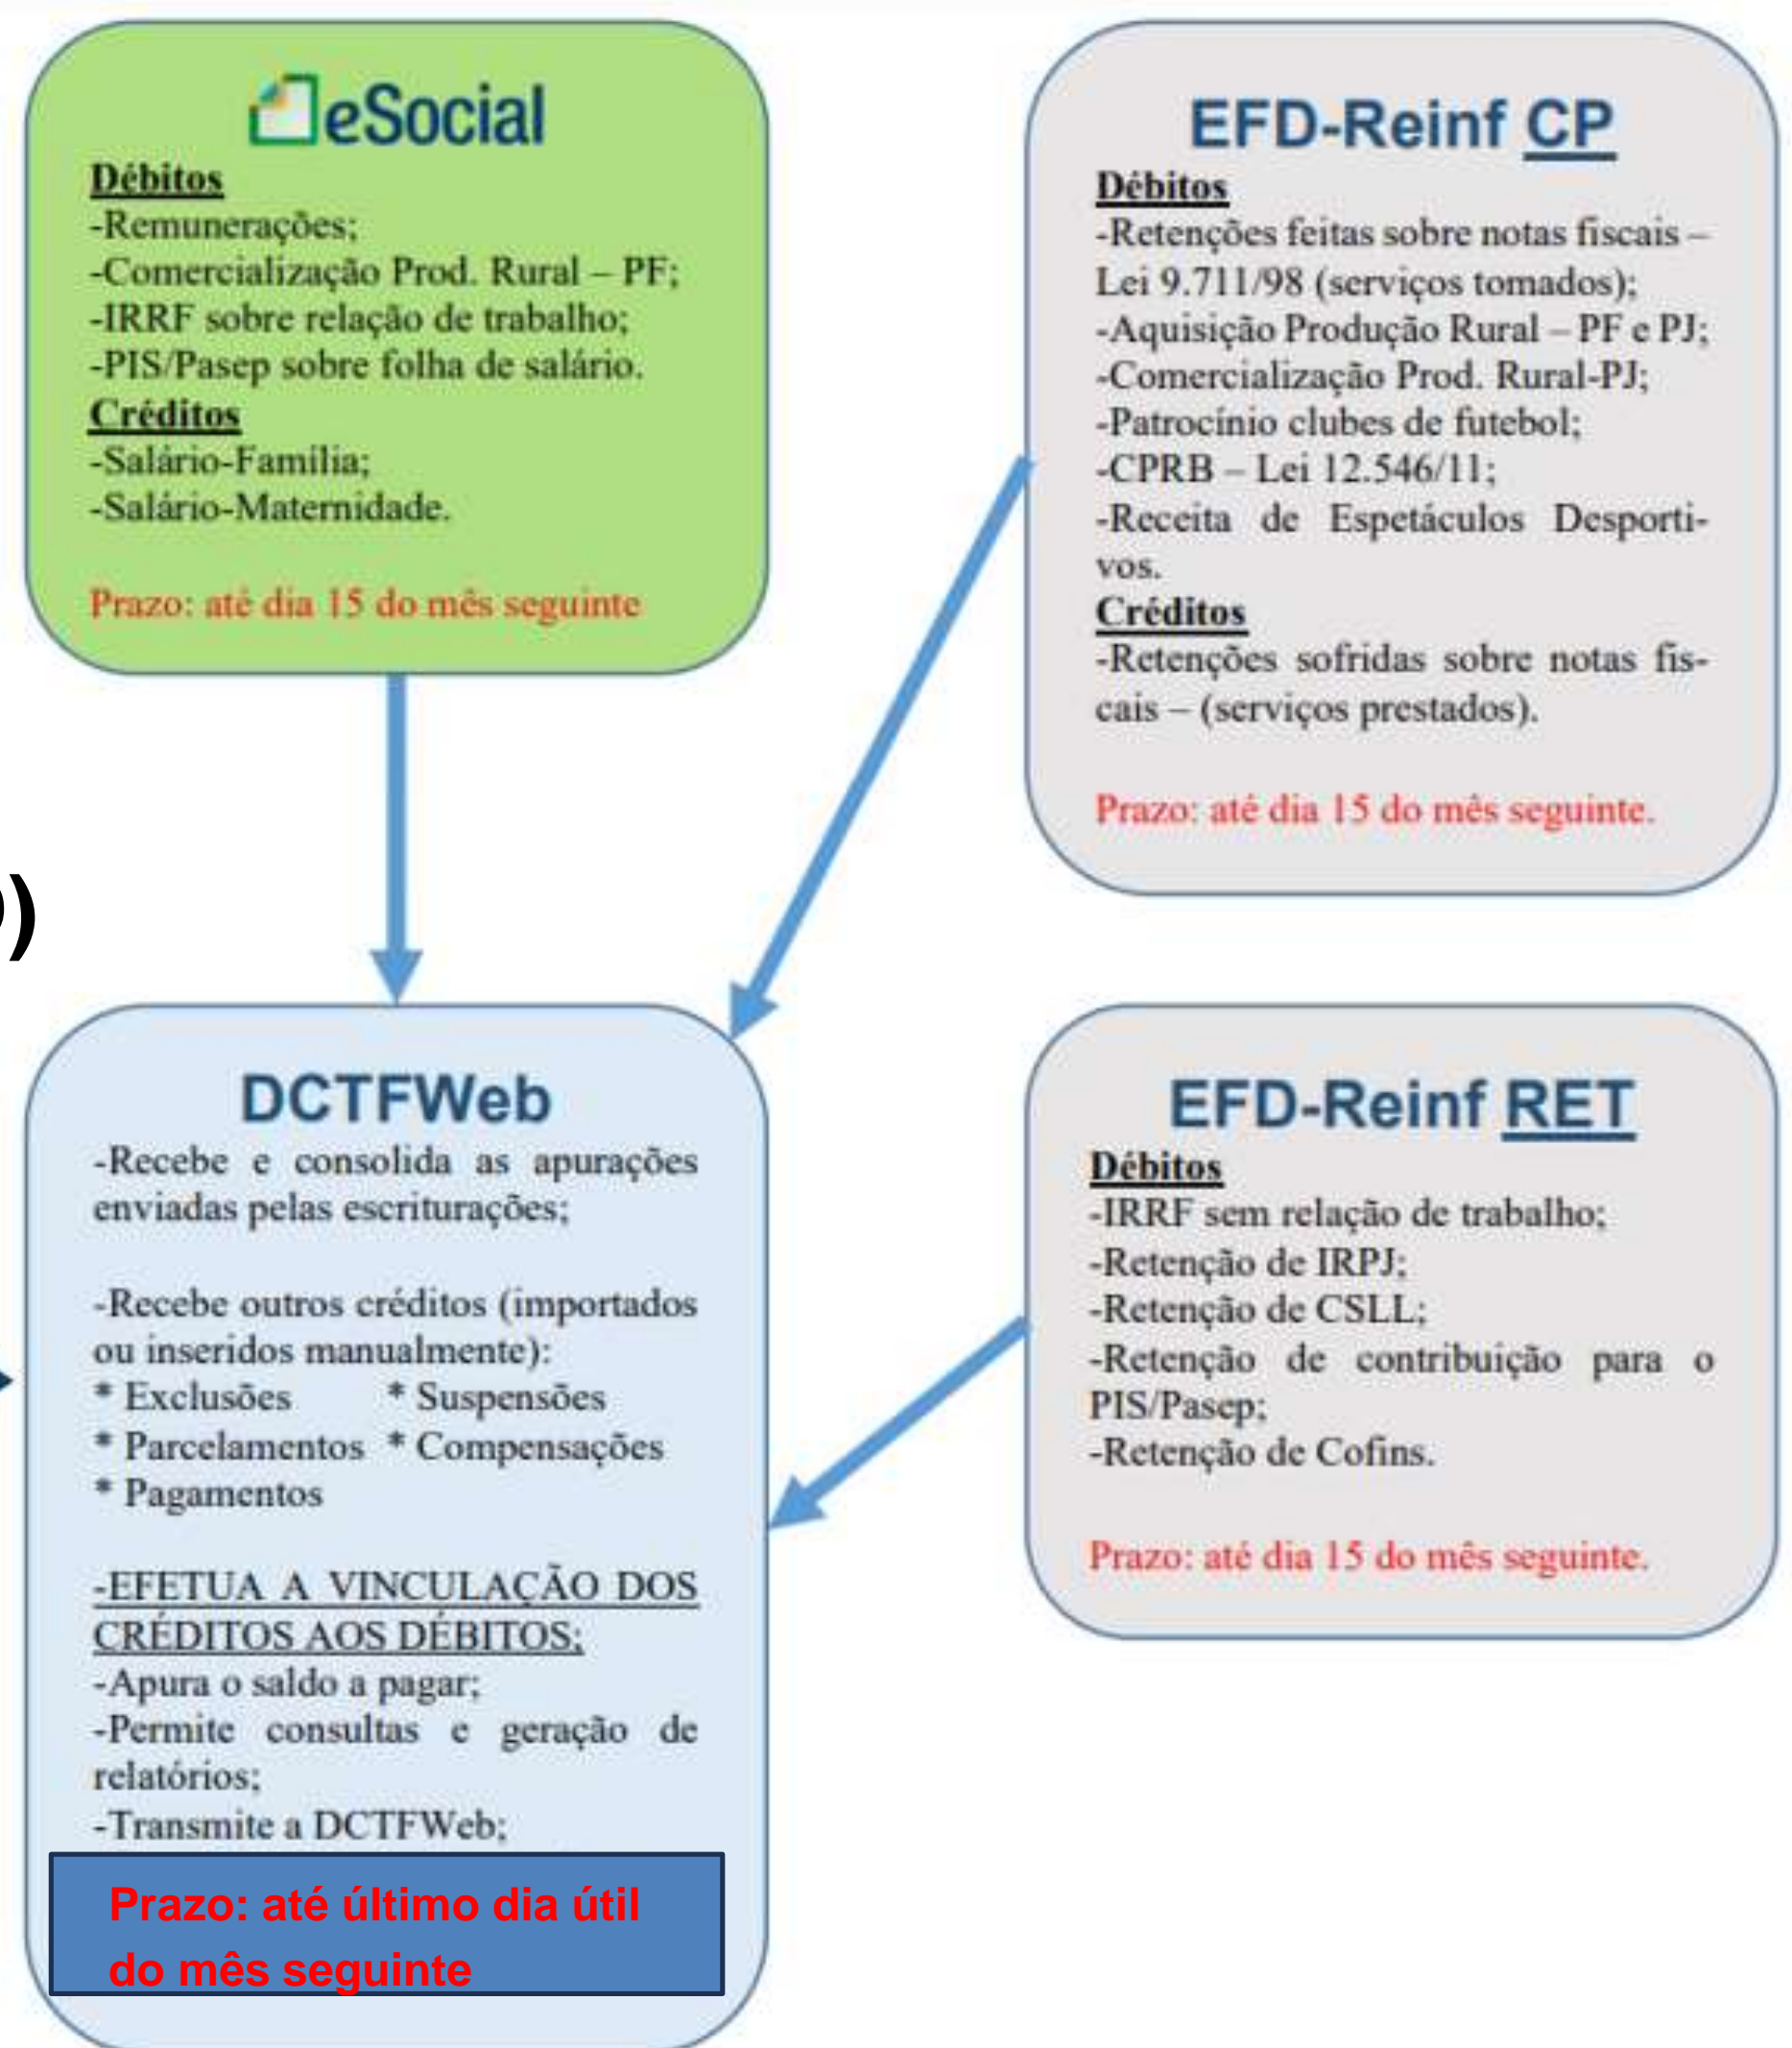 eSocial
Débitos
-Remunerações;
-Comercialização Prod. Rural – PF;
-IRRF sobre relação de trabalho;
-PIS/Pasep sobre folha de salário.
Créditos
-Salário-Família;
-Salário-Maternidade.
Prazo: até dia 15 do mês seguinte
EFD-Reinf CP
Débitos
-Retenções feitas sobre notas fiscais –
Lei 9.711/98 (serviços tomados);
-Aquisição Produção Rural – PF e PJ;
-Comercialização Prod. Rural-PJ;
-Patrocínio clubes de futebol;
-CPRB – Lei 12.546/11;
-Receita de Espetáculos Desporti-
vos.
Créditos
-Retenções sofridas sobre notas fis-
cais – (serviços prestados).
Prazo: até dia 15 do mês seguinte.
)
DCTFWeb
-Recebe e consolida as apurações
enviadas pelas escriturações;
-Recebe outros créditos (importados
ou inseridos manualmente):
* Exclusões * Suspensões
* Parcelamentos * Compensações
* Pagamentos
-EFETUA A VINCULAÇÃO DOS
CRÉDITOS AOS DÉBITOS;
-Apura o saldo a pagar;
-Permite consultas e geração de
relatórios;
-Transmite a DCTFWeb;
Prazo: até último dia útil
do mês seguinte
EFD-Reinf RET
Débitos
-IRRF sem relação de trabalho;
-Retenção de IRPJ;
-Retenção de CSLL;
-Retenção de contribuição para o
PIS/Pasep;
-Retenção de Cofins.
Prazo: até dia 15 do mês seguinte.